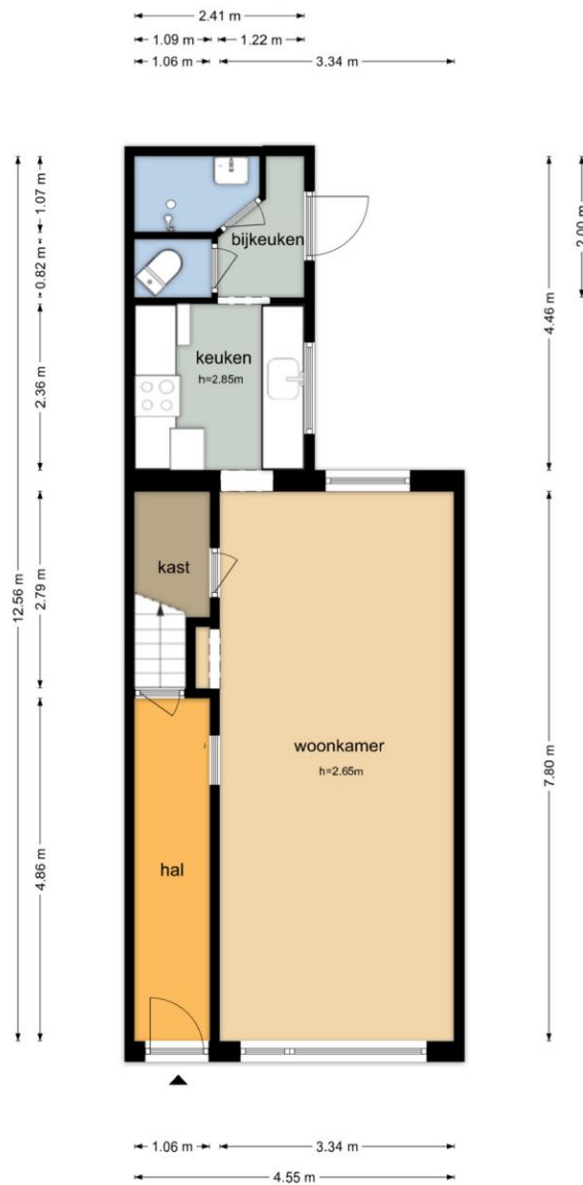 2.41 m
1.09 m 1.22 m
1.06 m 3.34 m
1.07 m
0.82 m
2.36 m
2.79 m
4.86 m
12.56 m
2.00 m
4.46 m
7.80 m
bijkeuken
keuken
h=2.85m
kast
woonkamer
h=2.65m
hal
1.06 m 3.34 m
4.55 m